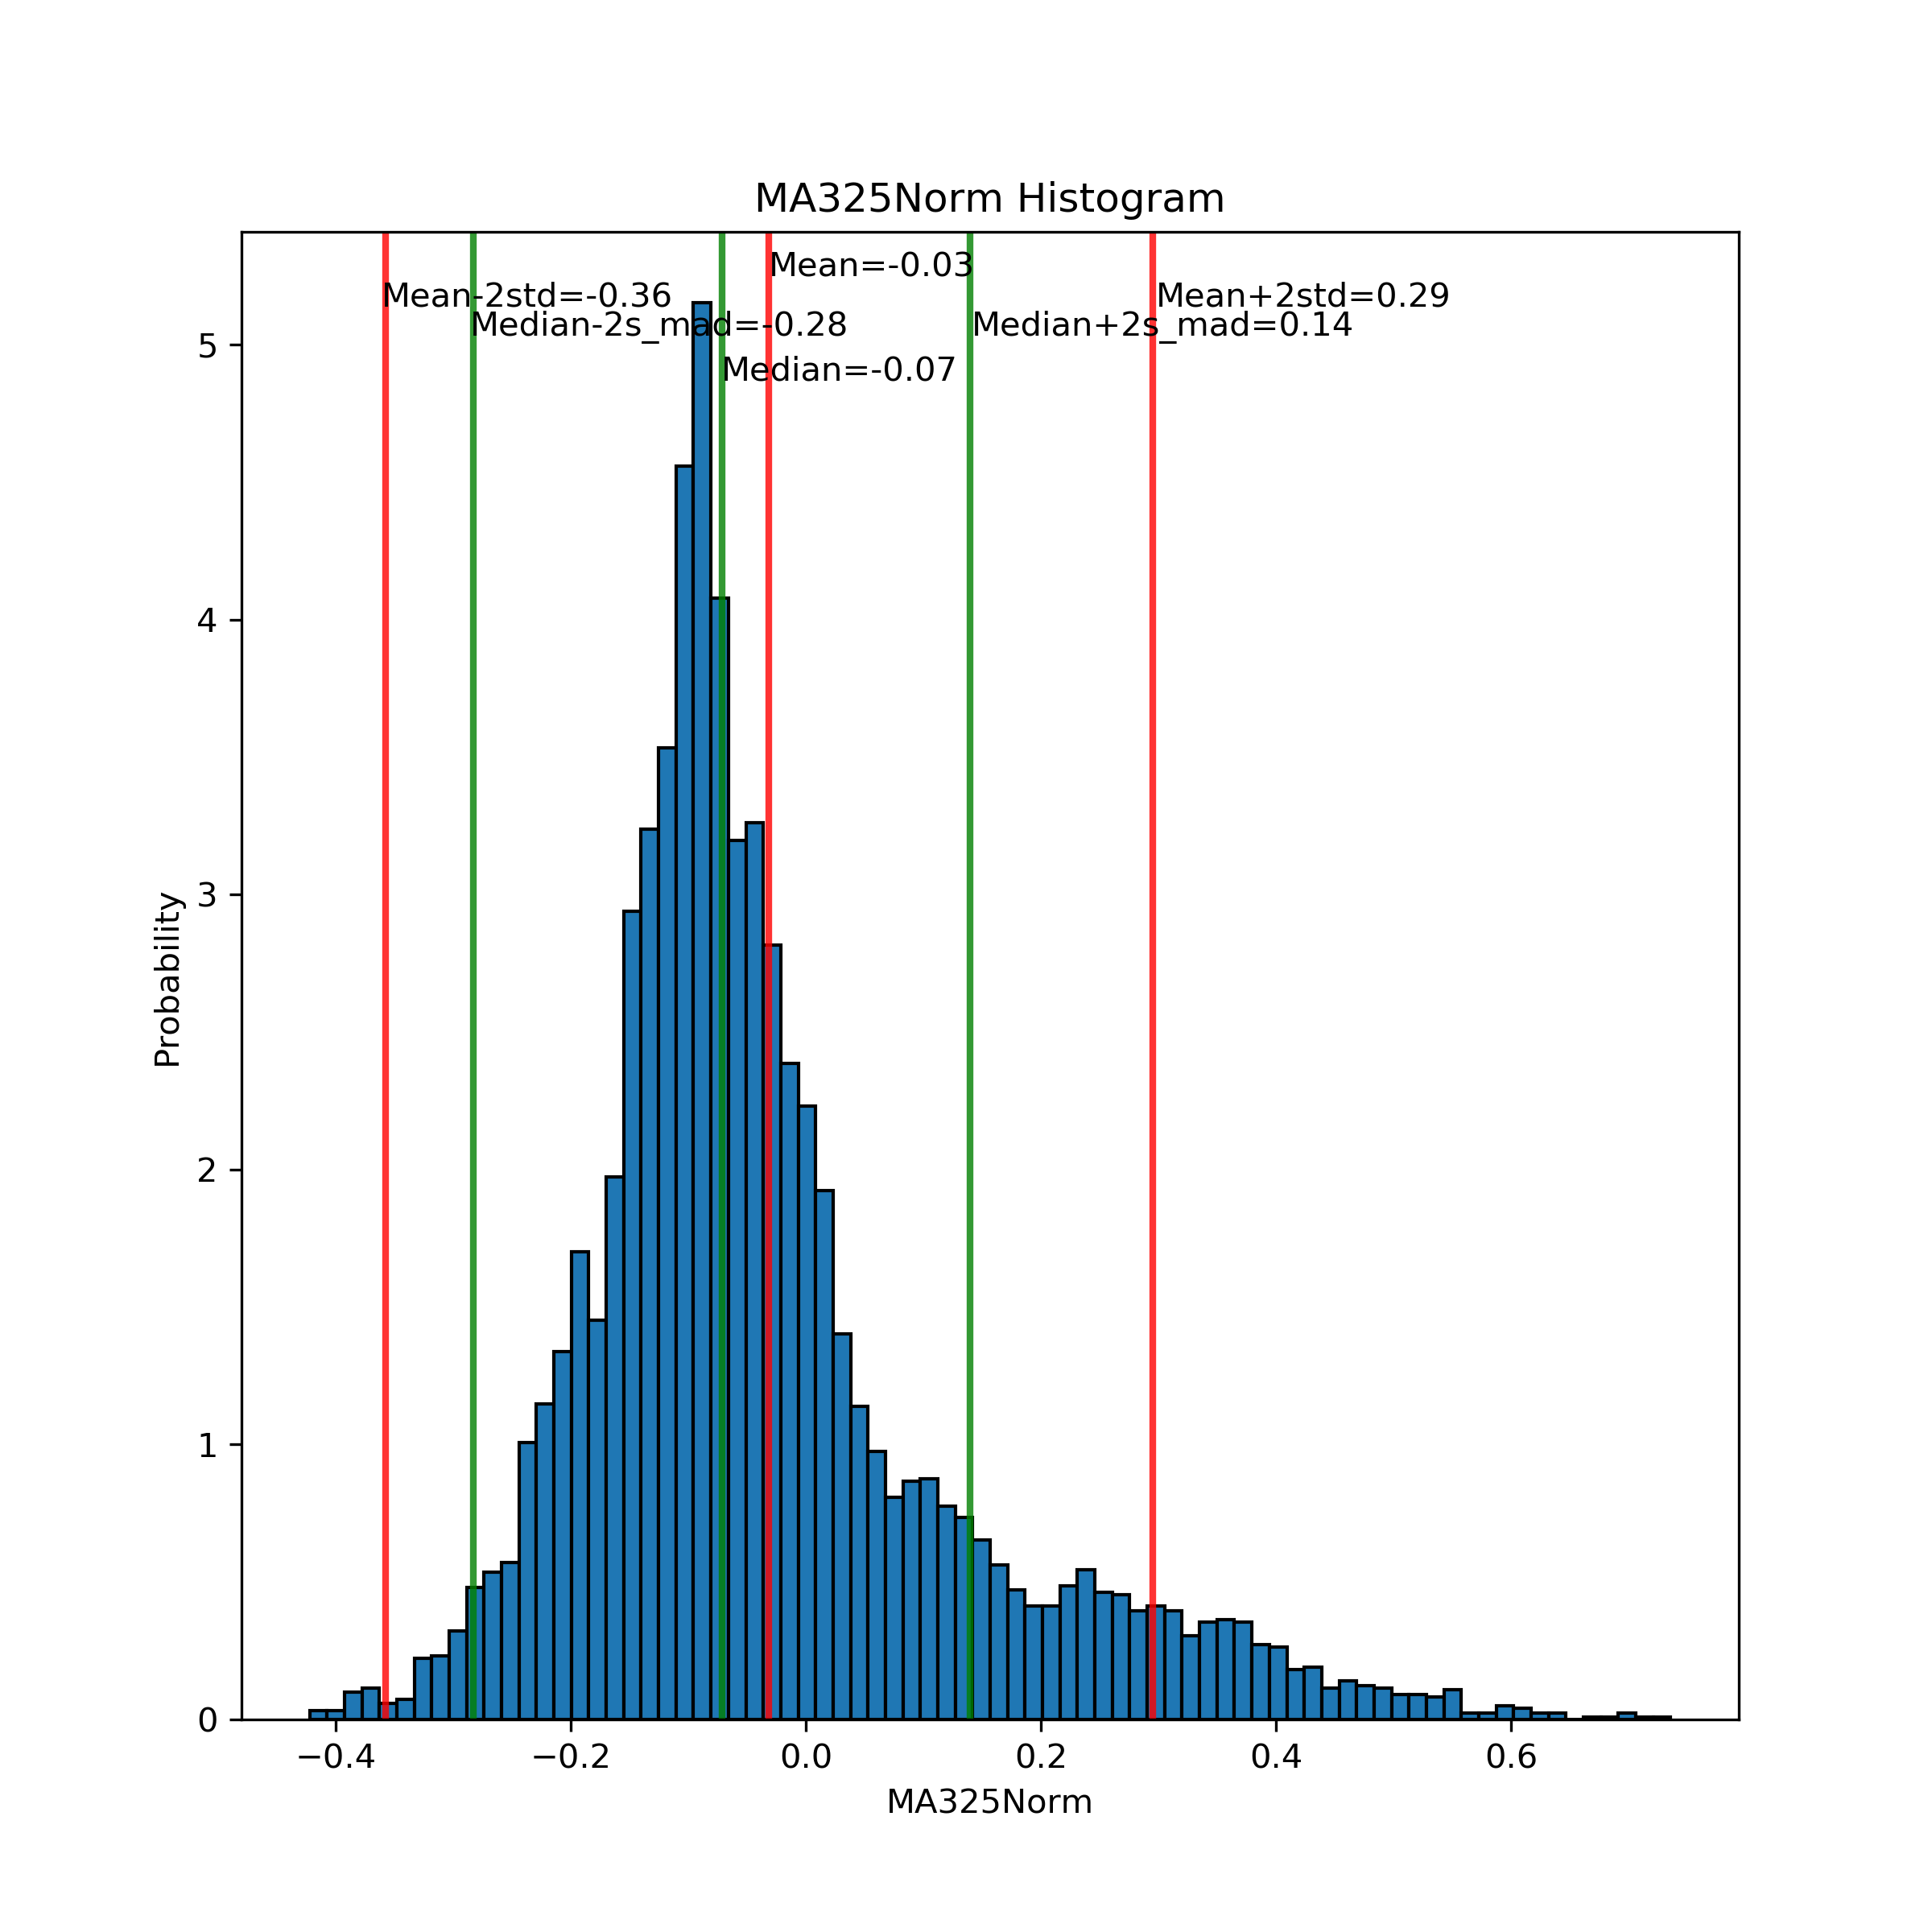 MA325Norm Histogram
Mean=-0.03
Mean-2std=-0.36
Mean+2std=0.29
Median-2s_mad=-0.28
Median+2s_mad=0.14
Median=-0.07
5
4
3
2
1
0
Probability
−0.4
−0.2
0.0
0.2
0.4
0.6
MA325Norm